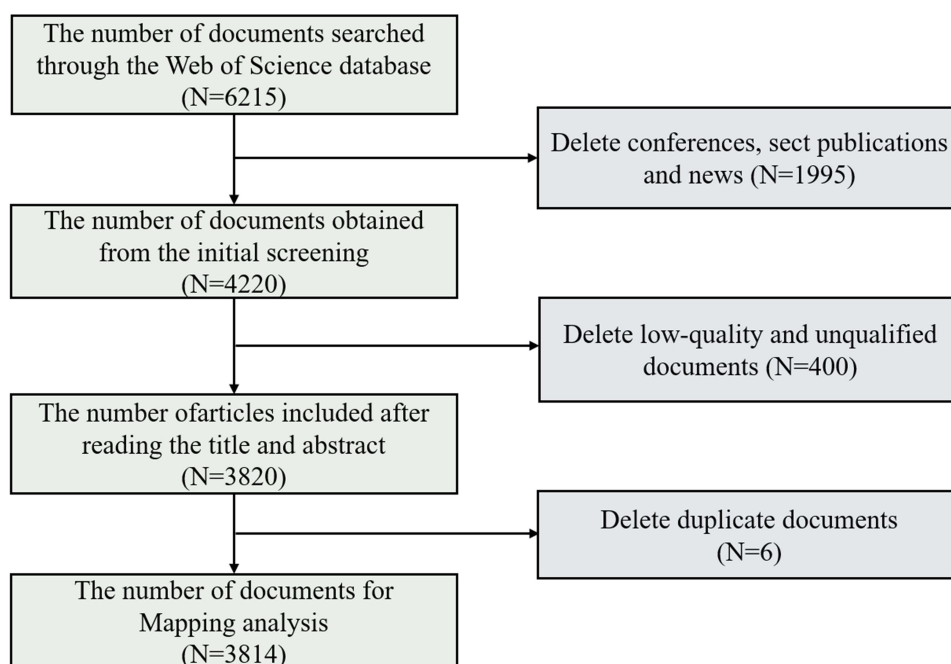 The number of documents searched
through the Web of Science database
(N=6215)
Delete conferences, sect publications
and news (N=1995)
The number of documents obtained
from the initial screening
(N=4220)
Delete low-quality and unqualified
documents (N=400)
The number ofarticles included after
reading the title and abstract
(N=3820)
Delete duplicate documents
(N=6)
The number of documents for
Mapping analysis
(N=3814)